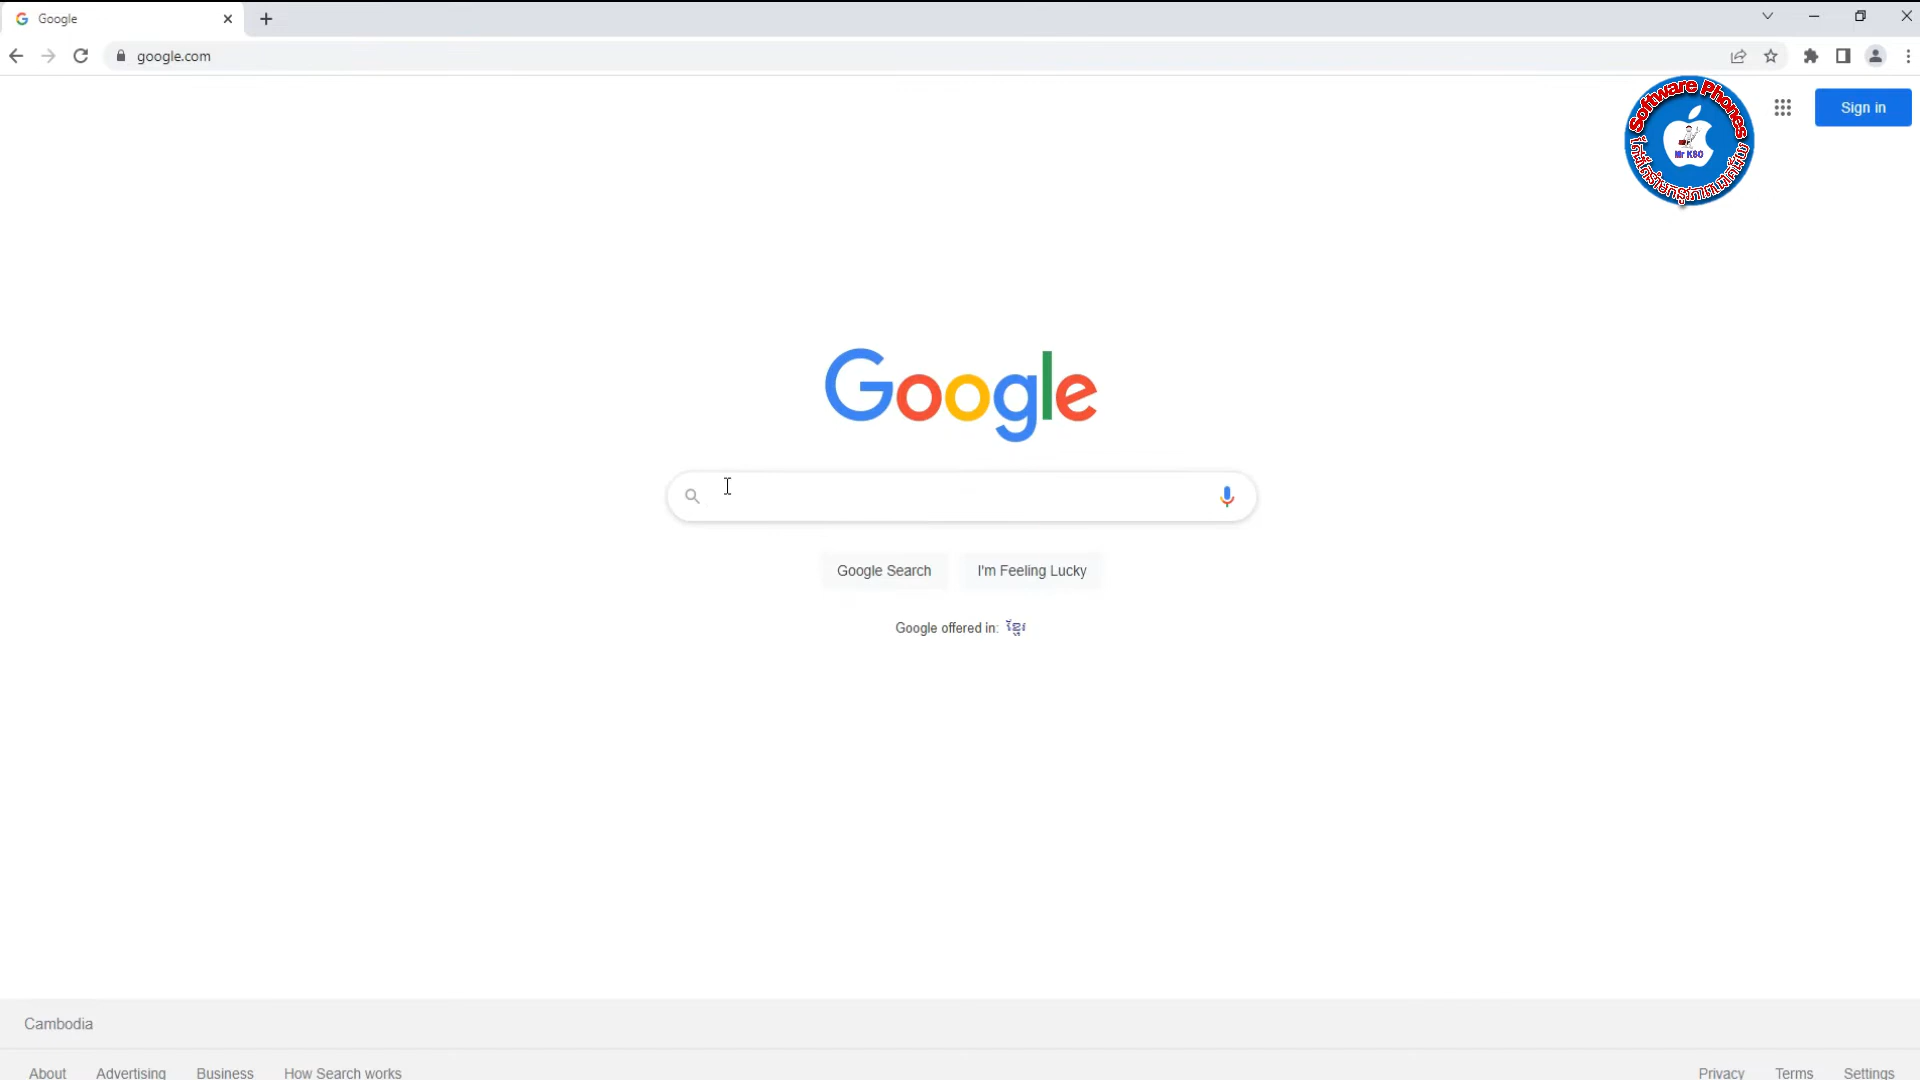 Google
google.com
Software Phones
Sign in
Mr K8O
Google
Google Search
I'm Feeling Lucky
Google offered in: ខ្មែរ
Cambodia
About
Advertising
Business
How Search works
Privacy
Terms
Settings